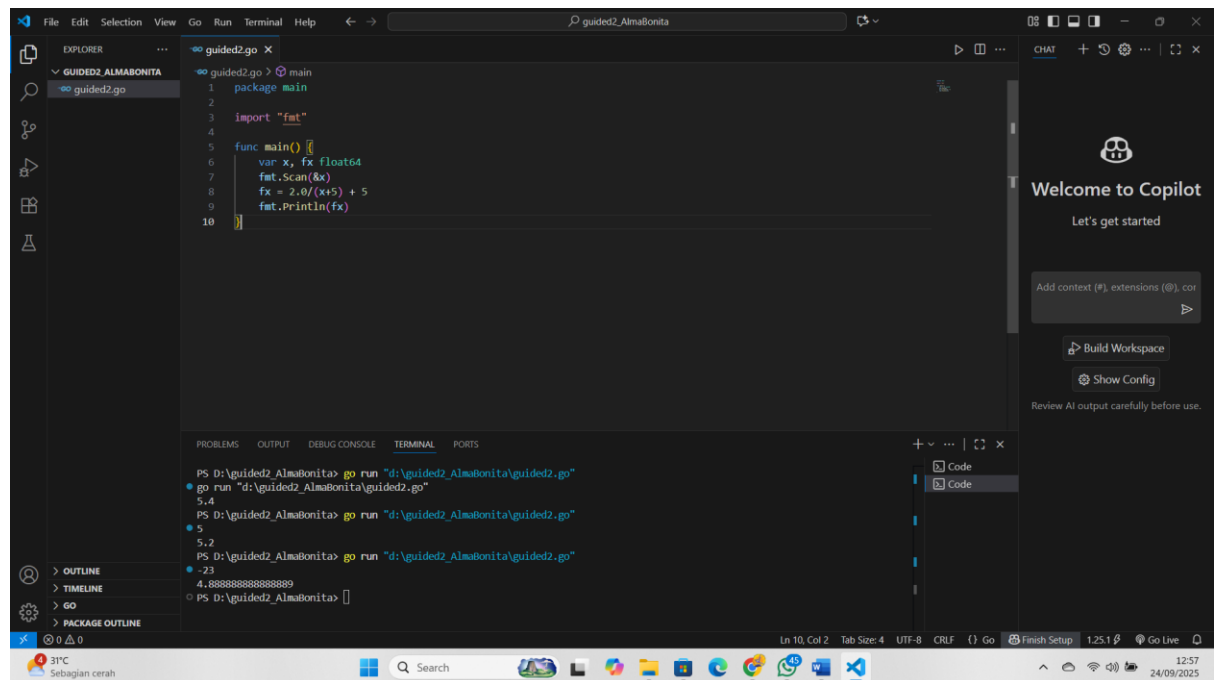 File Edit Selection View Go Run Terminal Help
guided2_AlmaBonita
EXPLORER
GUIDED2_ALMABONITA
guided2.go
guided2.go
guided2.go > main
1 package main
2
3 import "fmt"
4
5 func main() {
6 var x, fx float64
7 fmt.Scan(&x)
8 fx = 2.0/(x+5) + 5
9 fmt.Println(fx)
10 }
CHAT
Welcome to Copilot
Let's get started
Add context (#), extensions (@), cor
Build Workspace
Show Config
Review AI output carefully before use.
PROBLEMS OUTPUT DEBUG CONSOLE TERMINAL PORTS
PS D:\guided2_AlmaBonita> go run "d:\guided2_AlmaBonita\guided2.go"
go run "d:\guided2_AlmaBonita\guided2.go"
5.4
PS D:\guided2_AlmaBonita> go run "d:\guided2_AlmaBonita\guided2.go"
5
5.2
PS D:\guided2_AlmaBonita> go run "d:\guided2_AlmaBonita\guided2.go"
-23
4.888888888888889
PS D:\guided2_AlmaBonita>
Code
Code
OUTLINE
TIMELINE
GO
PACKAGE OUTLINE
0 0
Ln 10, Col 2 Tab Size: 4 UTF-8 CRLF {} Go Finish Setup 1.25.1 Go Live
4
31°C
Sebagian cerah
Search
45
12:57
24/09/2025